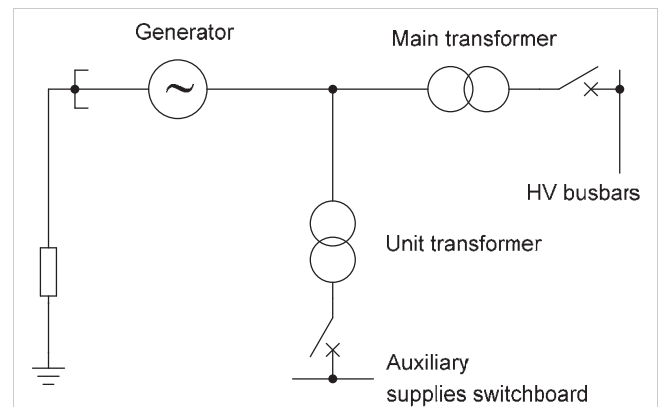 Generator
Main transformer
HV busbars
Unit transformer
Auxiliary
supplies switchboard